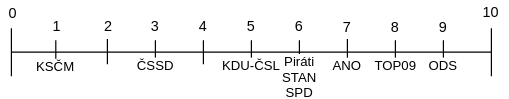 0 1 2 3 4 5 6 7 8 9 10
KSČM ČSSD KDU-ČSL Piráti ANO TOP09 ODS
STAN
SPD